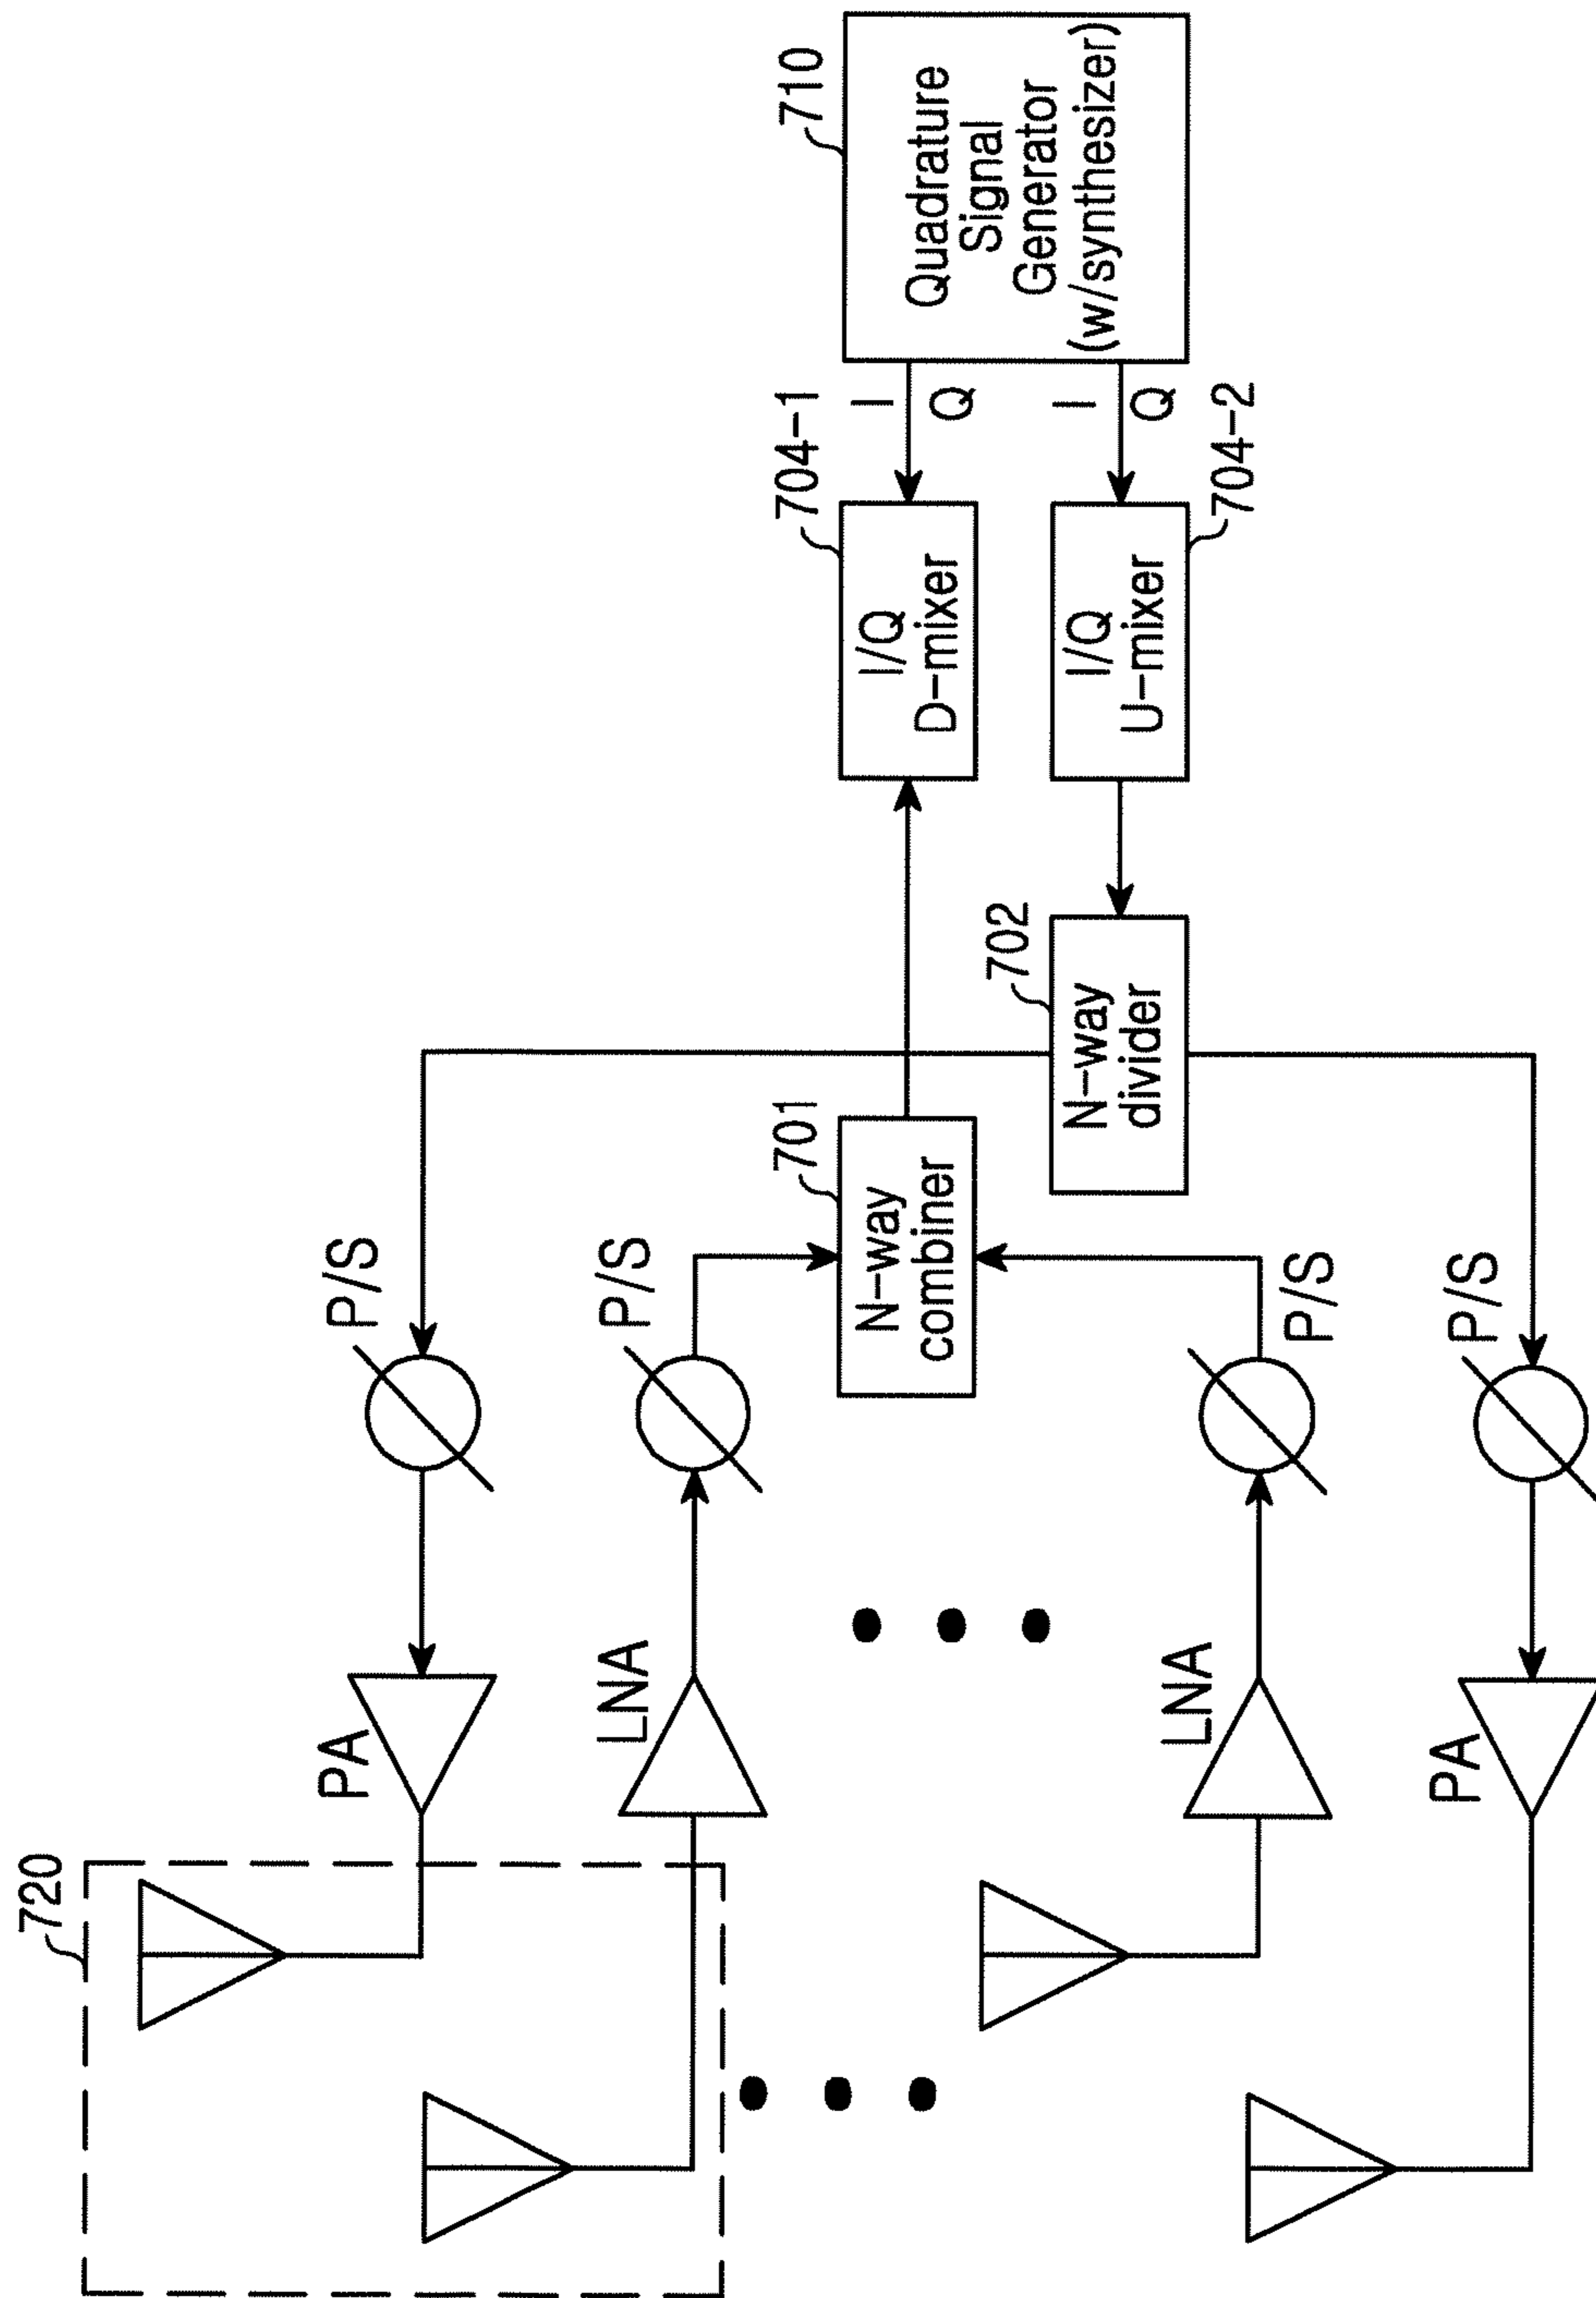 720
PA
P/S
LNA
P/S
701
N-way
combiner
702
N-way
divider
704-1
I/Q
D-mixer
I/Q
U-mixer
704-2
I
Q
I
Q
710
Quadrature
Signal
Generator
(w/synthesizer)
LNA
P/S
PA
P/S